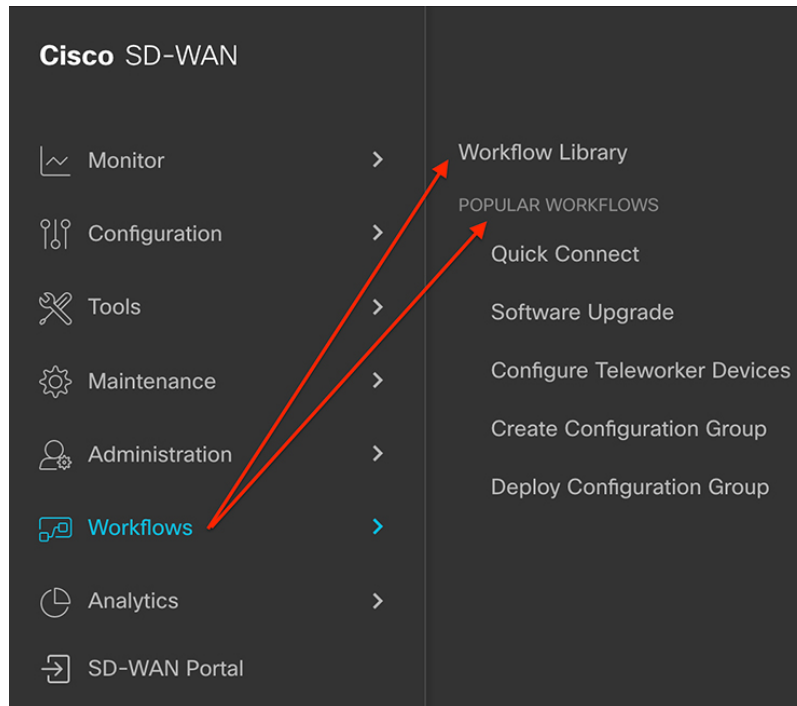 Cisco SD-WAN
Monitor
Configuration
Tools
Maintenance
Administration
Workflows
Analytics
SD-WAN Portal
Workflow Library
POPULAR WORKFLOWS
Quick Connect
Software Upgrade
Configure Teleworker Devices
Create Configuration Group
Deploy Configuration Group